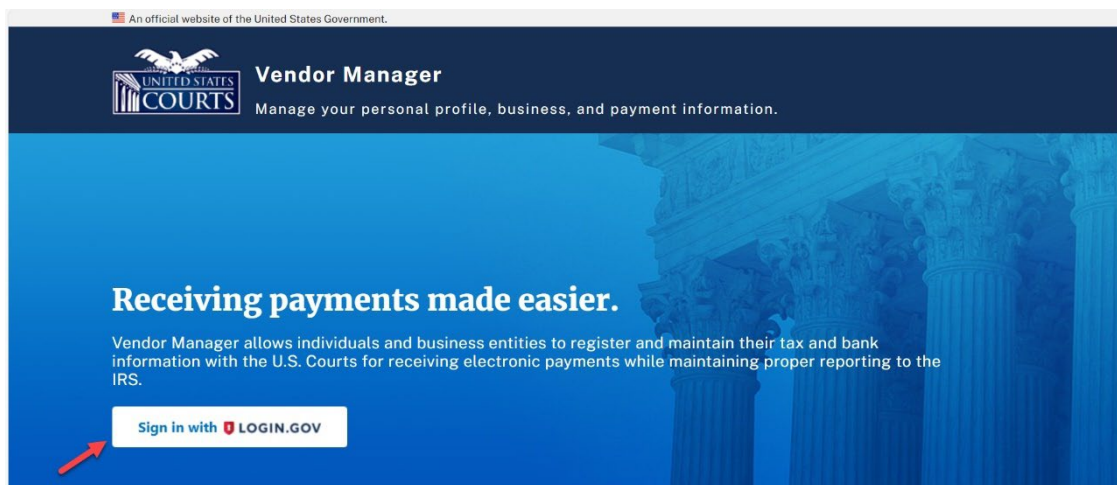 An official website of the United States Government.
UNITED STATES
COURTS
Vendor Manager
Manage your personal profile, business, and payment information.
Receiving payments made easier.
Vendor Manager allows individuals and business entities to register and maintain their tax and bank
information with the U.S. Courts for receiving electronic payments while maintaining proper reporting to the
IRS.
Sign in with LOGIN.GOV